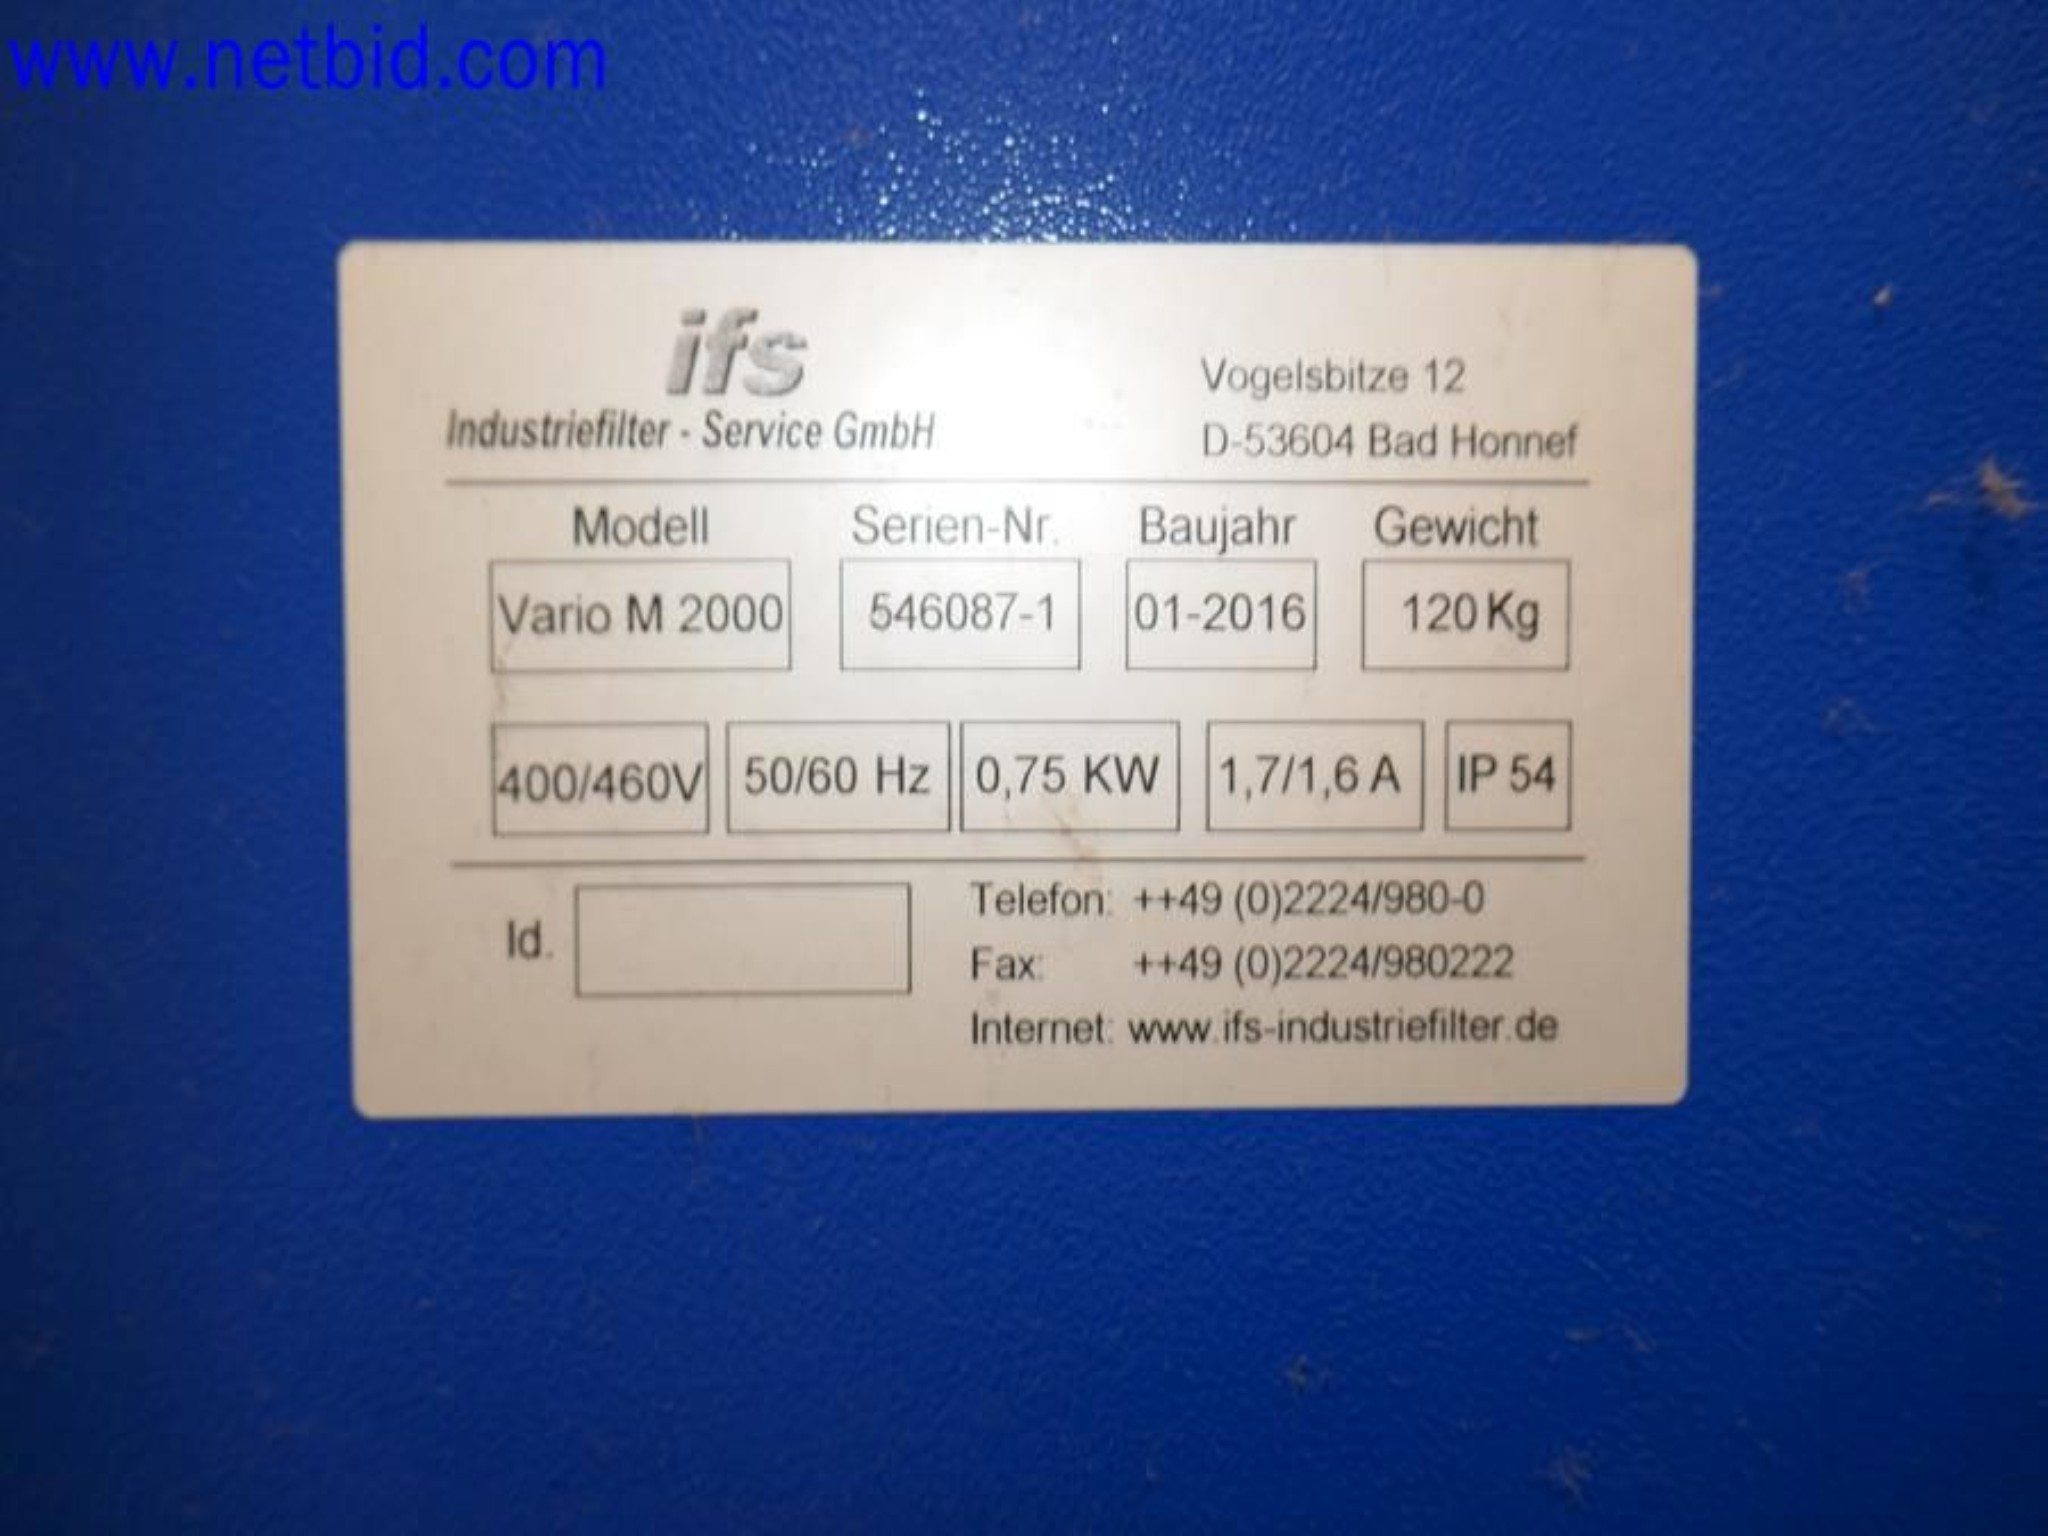 www.netbid.com
ifs
Industriefilter - Service GmbH
Vogelsbitze 12
D-53604 Bad Honnef
Modell Serien-Nr. Baujahr Gewicht
Vario M 2000 546087-1 01-2016 120 Kg
400/460V 50/60 Hz 0,75 KW 1,7/1,6 A IP 54
Id.
Telefon: ++49 (0)2224/980-0
Fax: ++49 (0)2224/980222
Internet: www.ifs-industriefilter.de